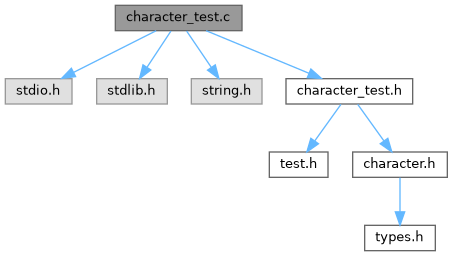 character_test.c
stdio.h
stdlib.h
string.h
character_test.h
test.h
character.h
types.h